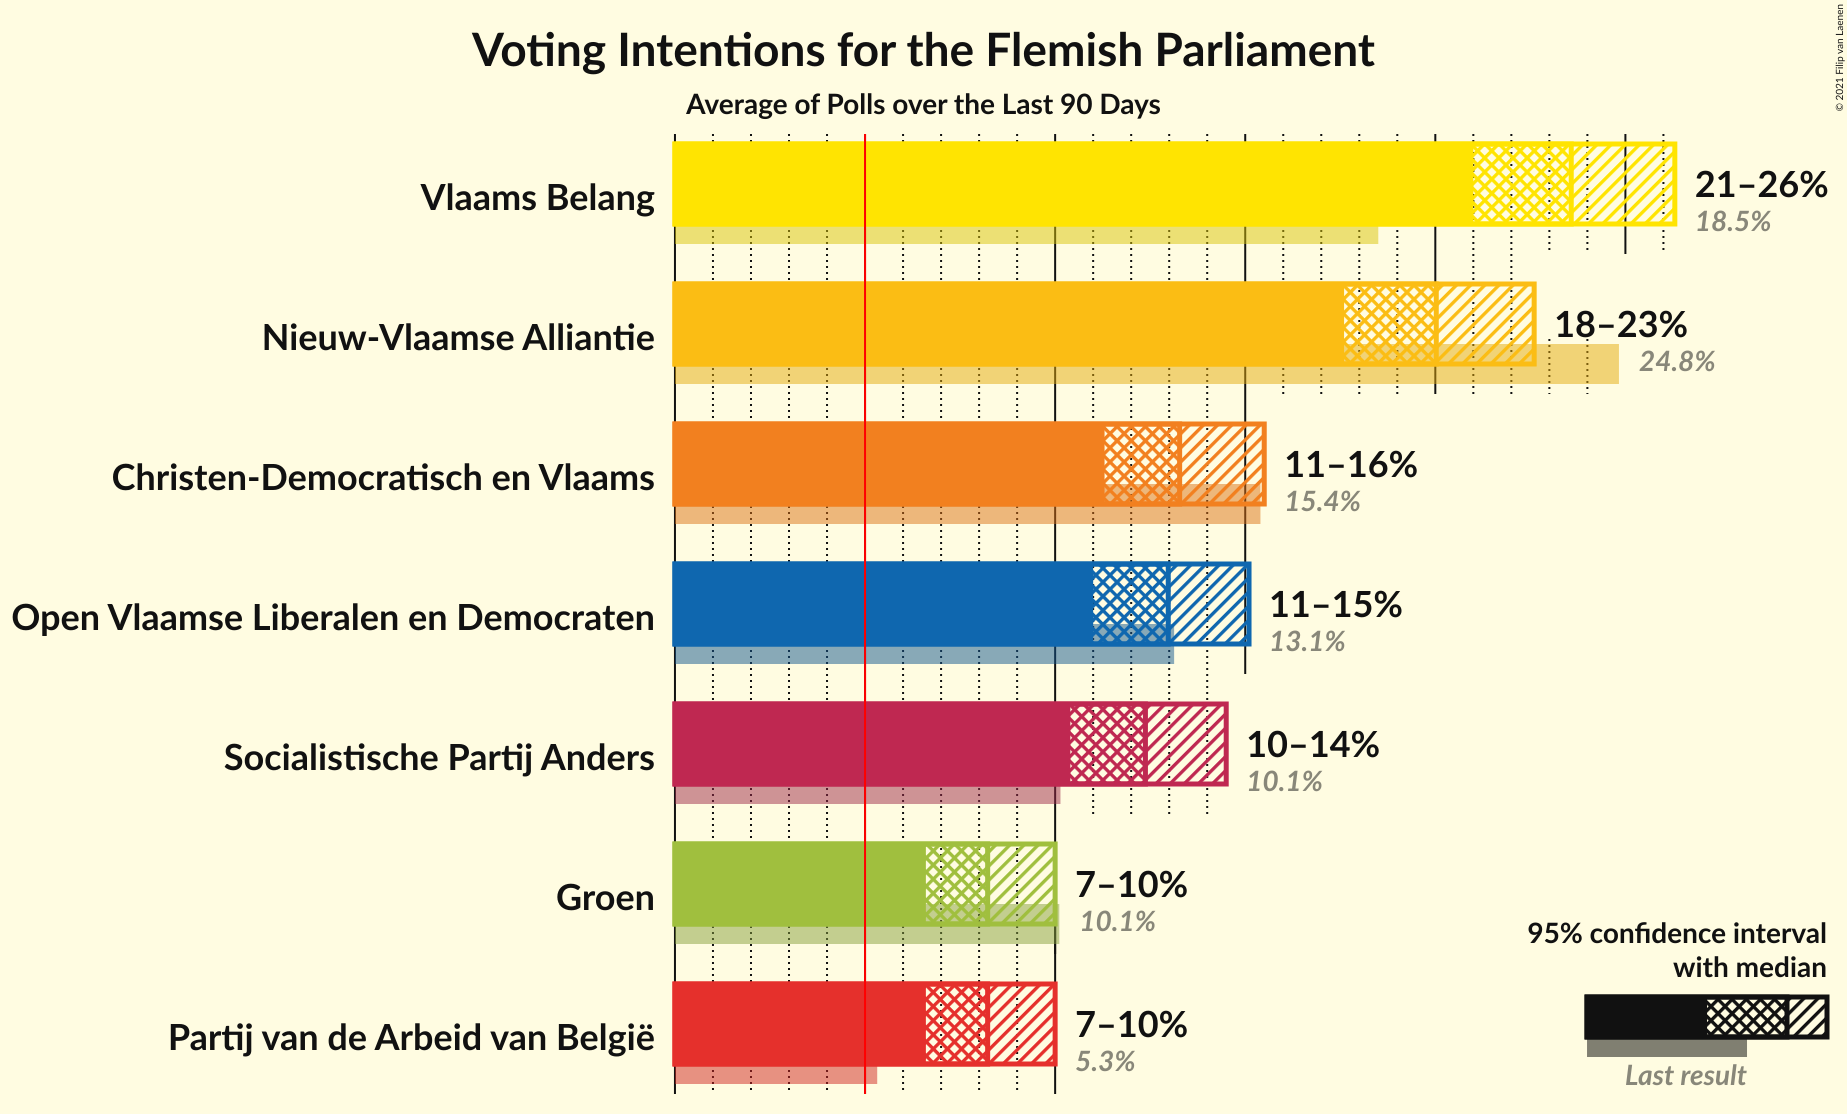 Voting Intentions for the Flemish Parliament
Average of Polls over the Last 90 Days
© 2021 Filip van Laenen
Vlaams Belang
21–26%
18.5%
Nieuw-Vlaamse Alliantie
18–23%
24.8%
Christen-Democratisch en Vlaams
11–16%
15.4%
Open Vlaamse Liberalen en Democraten
11–15%
13.1%
Socialistische Partij Anders
10–14%
10.1%
Groen
7–10%
10.1%
Partij van de Arbeid van België
7–10%
5.3%
95% confidence interval
with median
Last result